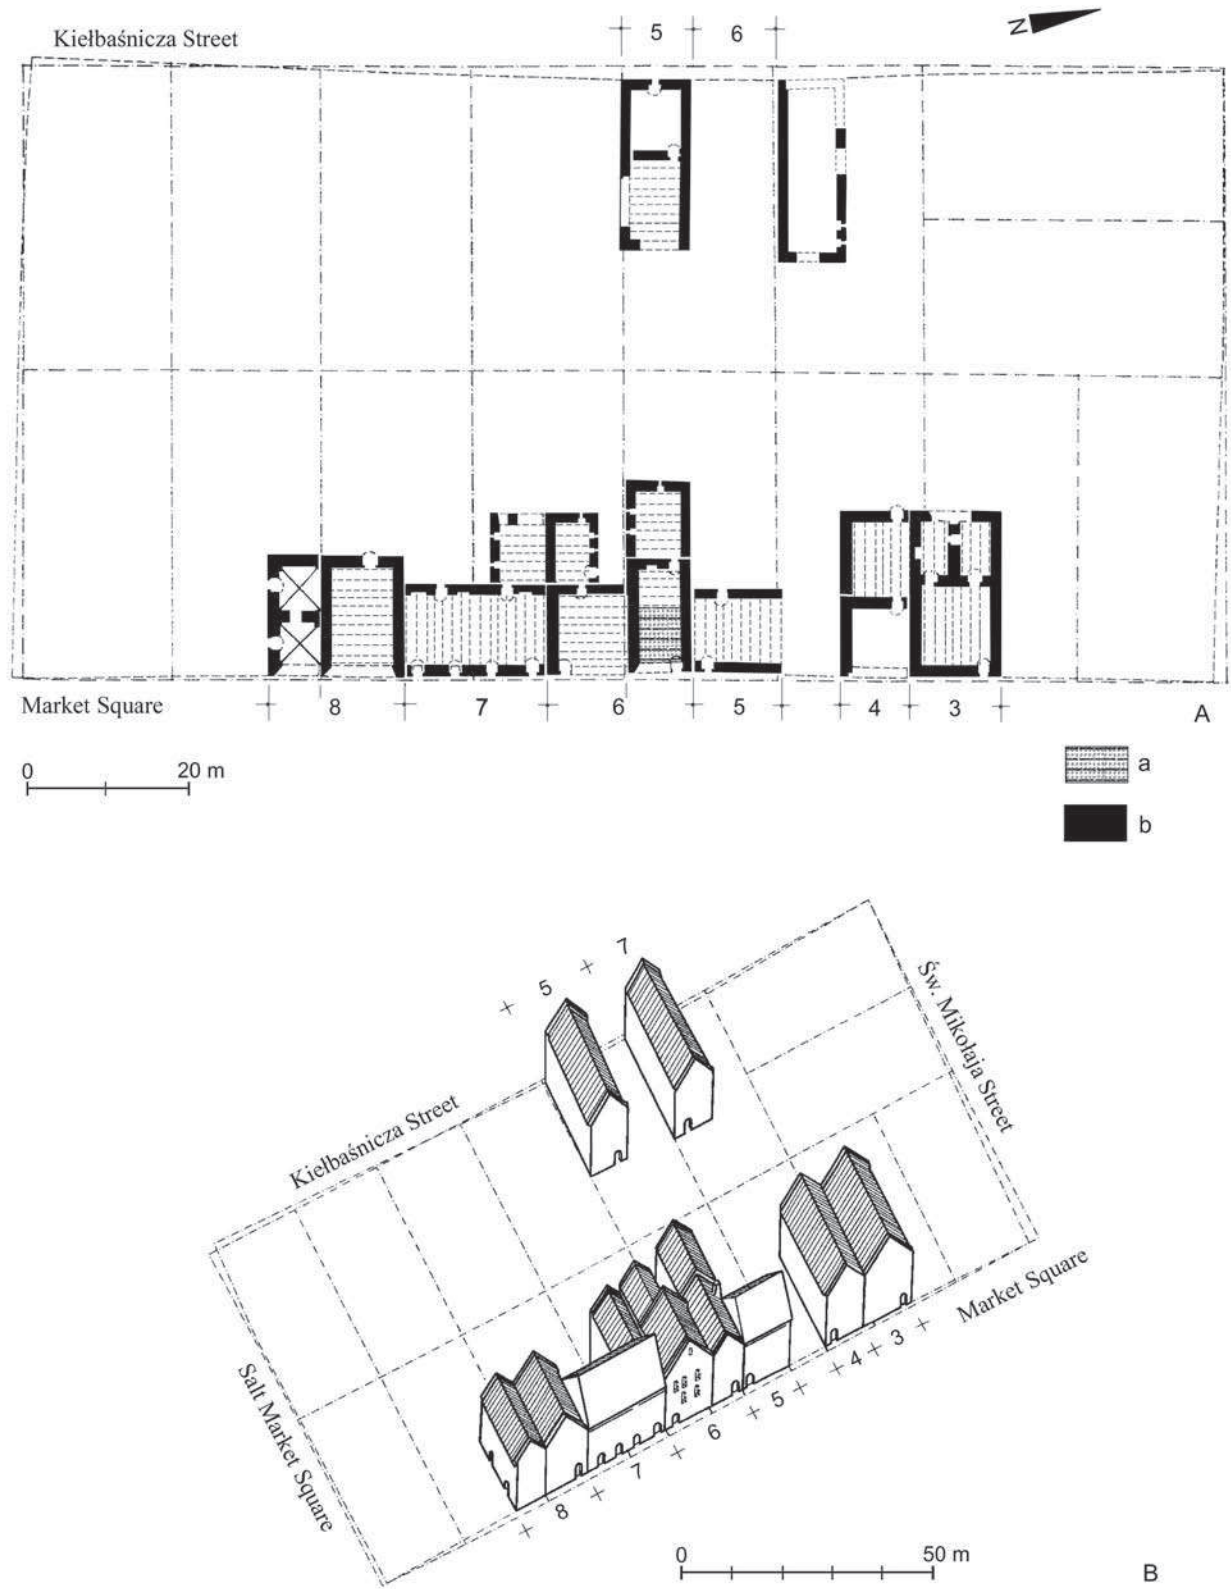 Kiełbaśnicza Street
5 6
N
Market Square
8 7 6 5 4 3
A
0 20 m
a
b
5 7
Kiełbaśnicza Street
Św. Mikołaja Street
Salt Market Square
Market Square
8 7 6 5 4 3
0 50 m
B